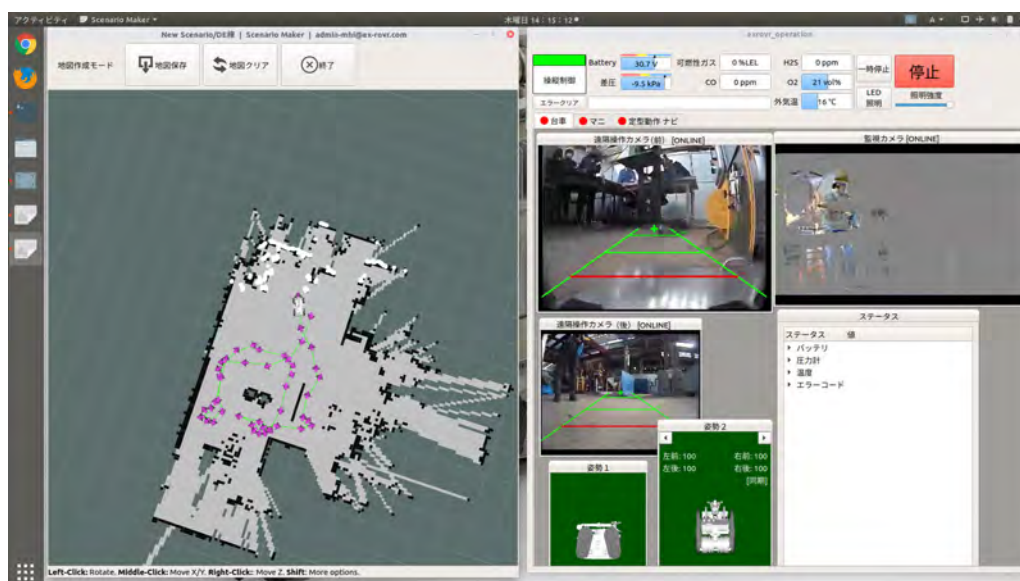 アクティビティ Scenario Maker 木曜日 14：15：12 A
New Scenario/DE棟 | Scenario Maker | admin-mhi@ex-rovr.com
地図作成モード 地図保存 地図クリア 終了
Left-Click: Rotate. Middle-Click: Move X/Y. Right-Click:: Move Z. Shift: More options.
exrovr_operation
操縦制御 Battery 30.7 V 可燃性ガス 0 %LEL H2S 0 ppm 一時停止 停止
差圧 -9.5 kPa CO 0 ppm O2 21 vol% LED 照明 照明強度
エラークリア 外気温 16 ℃
台車 マニ 定型動作 ナビ
遠隔操作カメラ(前) [ONLINE]
監視カメラ [ONLINE]
遠隔操作カメラ (後) [ONLINE]
ステータス
ステータス 値
バッテリ
圧力計
温度
エラーコード
姿勢 1
姿勢 2
左前: 100 右前: 100
左後: 100 右後: 100
[同期]